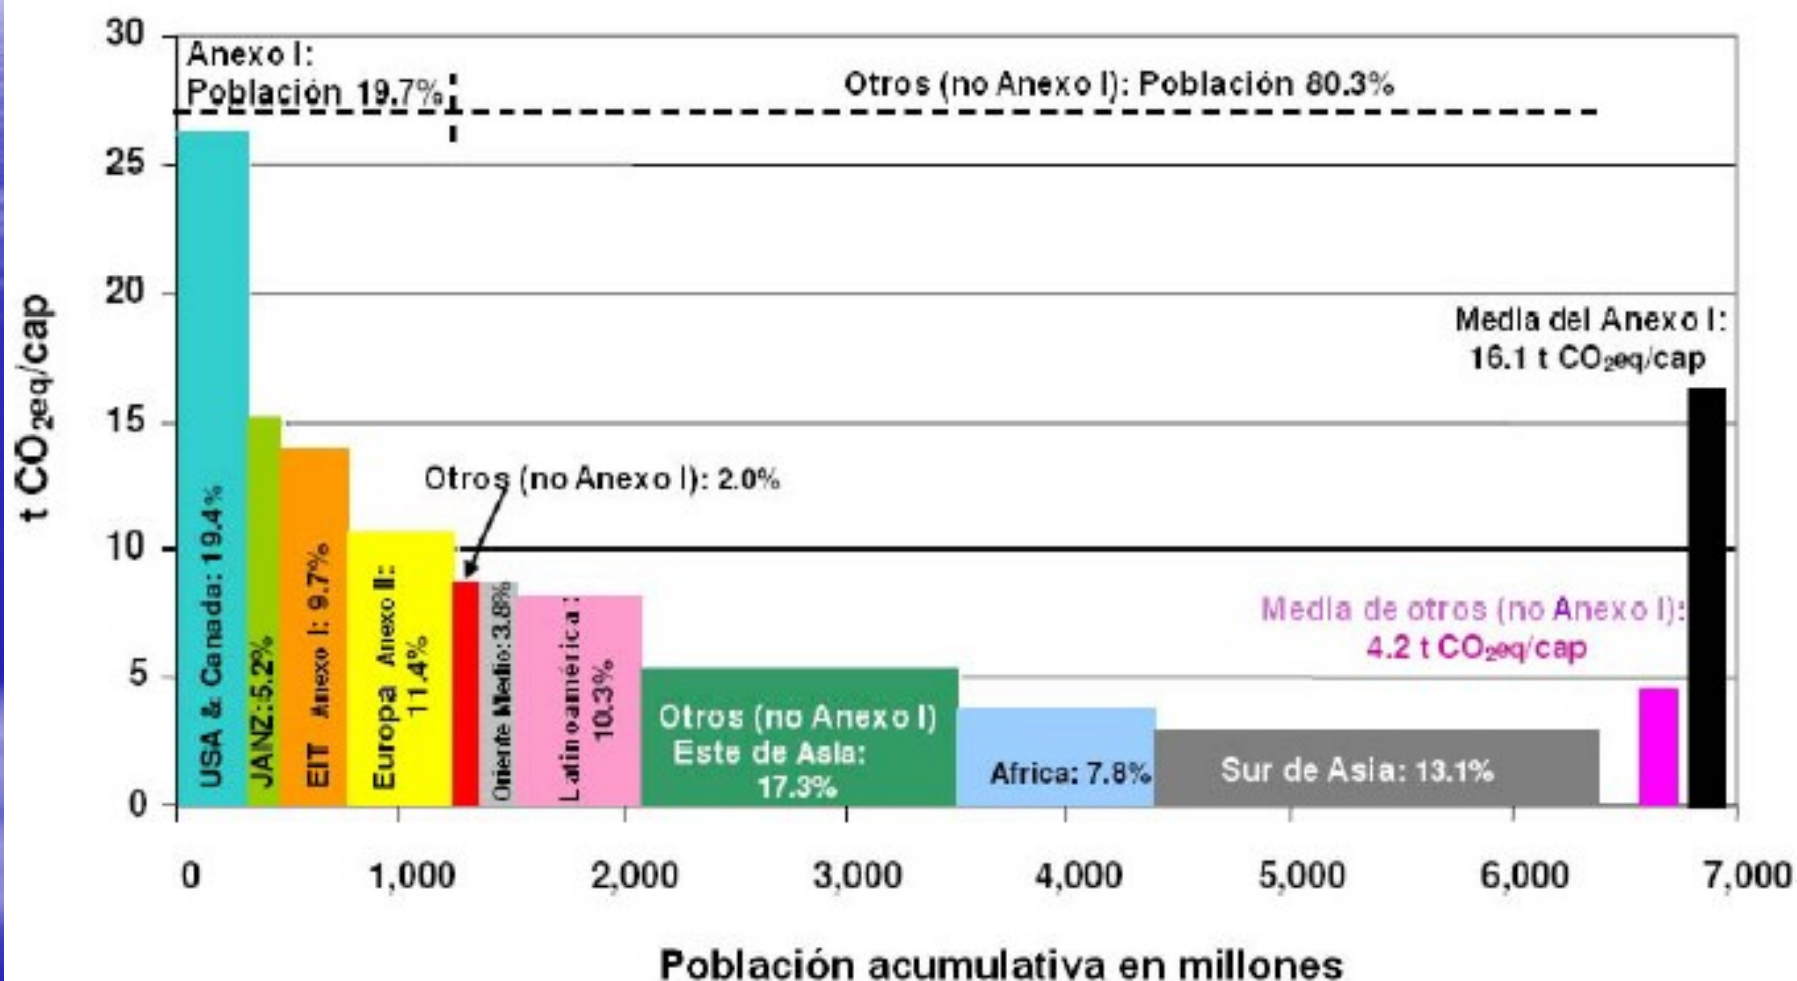 30
25
20
15
10
5
0
t CO₂eq/cap
Anexo I:
Población 19.7%
Otros (no Anexo I): Población 80.3%
Media del Anexo I:
16.1 t CO₂eq/cap
Otros (no Anexo I): 2.0%
Media de otros (no Anexo I):
4.2 t CO₂eq/cap
USA & Canada: 19.4%
JANZ:5.2%
EIT Anexo I: 9.7%
Europa Anexo II:
11.4%
Oriente Medio: 3.8%
Latinoamérica:
10.3%
Otros (no Anexo I)
Este de Asia:
17.3%
Africa: 7.8%
Sur de Asia: 13.1%
0 1,000 2,000 3,000 4,000 5,000 6,000 7,000
Población acumulativa en millones